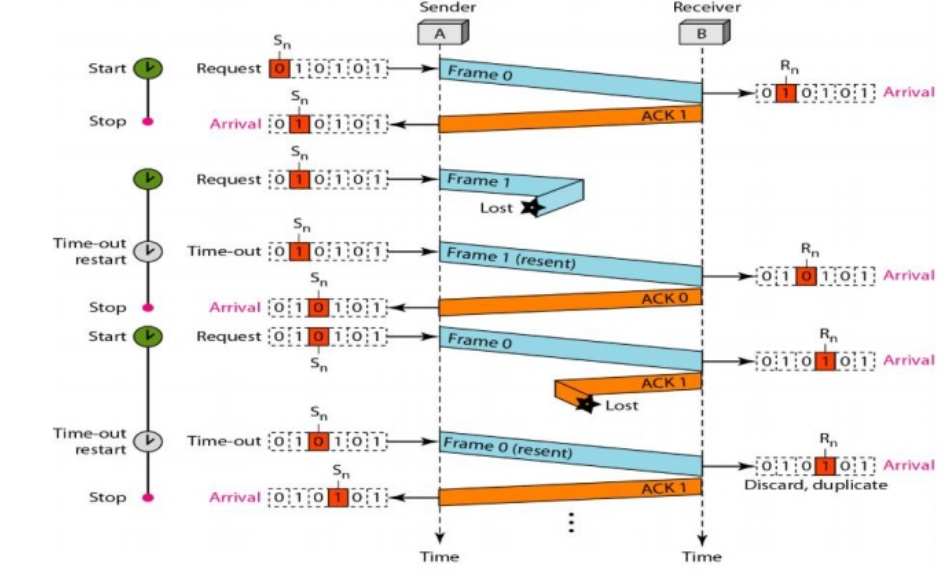 Sender Receiver
A B
Sn
Start Request 0 1 0 1 0 1 Frame 0
Rn
0 1 0 1 0 1 Arrival
Sn
Stop Arrival 0 1 0 1 0 1 ACK 1
Sn
Request 0 1 0 1 0 1 Frame 1
Lost
Sn
Time-out
restart
Time-out 0 1 0 1 0 1 Frame 1 (resent)
Rn
0 1 0 1 0 1 Arrival
Sn
Stop Arrival 0 1 0 1 0 1 ACK 0
Start Request 0 1 0 1 0 1 Frame 0
Sn
Rn
0 1 0 1 0 1 Arrival
ACK 1
Lost
Sn
Time-out
restart
Time-out 0 1 0 1 0 1 Frame 0 (resent)
Rn
0 1 0 1 0 1 Arrival
Discard, duplicate
Sn
Stop Arrival 0 1 0 1 0 1 ACK 1
Time Time